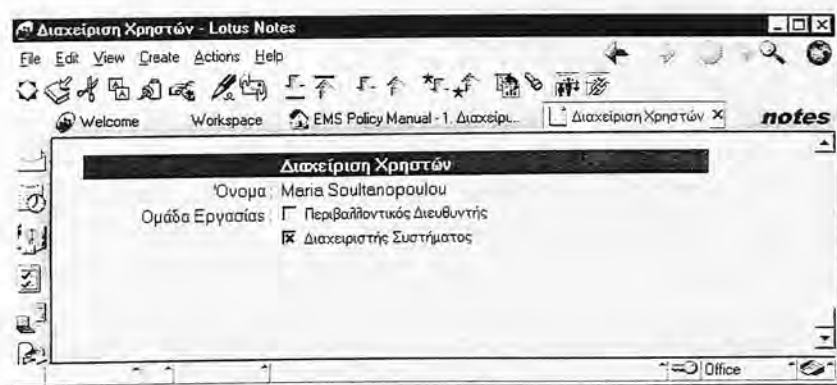 Διαχείριση Χρηστών - Lotus Notes
File Edit View Create Actions Help
Welcome Workspace EMS Policy Manual - 1. Διαχείρι... Διαχείριση Χρηστών notes
Διαχείριση Χρηστών
Όνομα : Maria Soultanopoulou
Ομάδα Εργασίας : Περιβαλλοντικός Διευθυντής
Διαχειριστής Συστήματος
Office